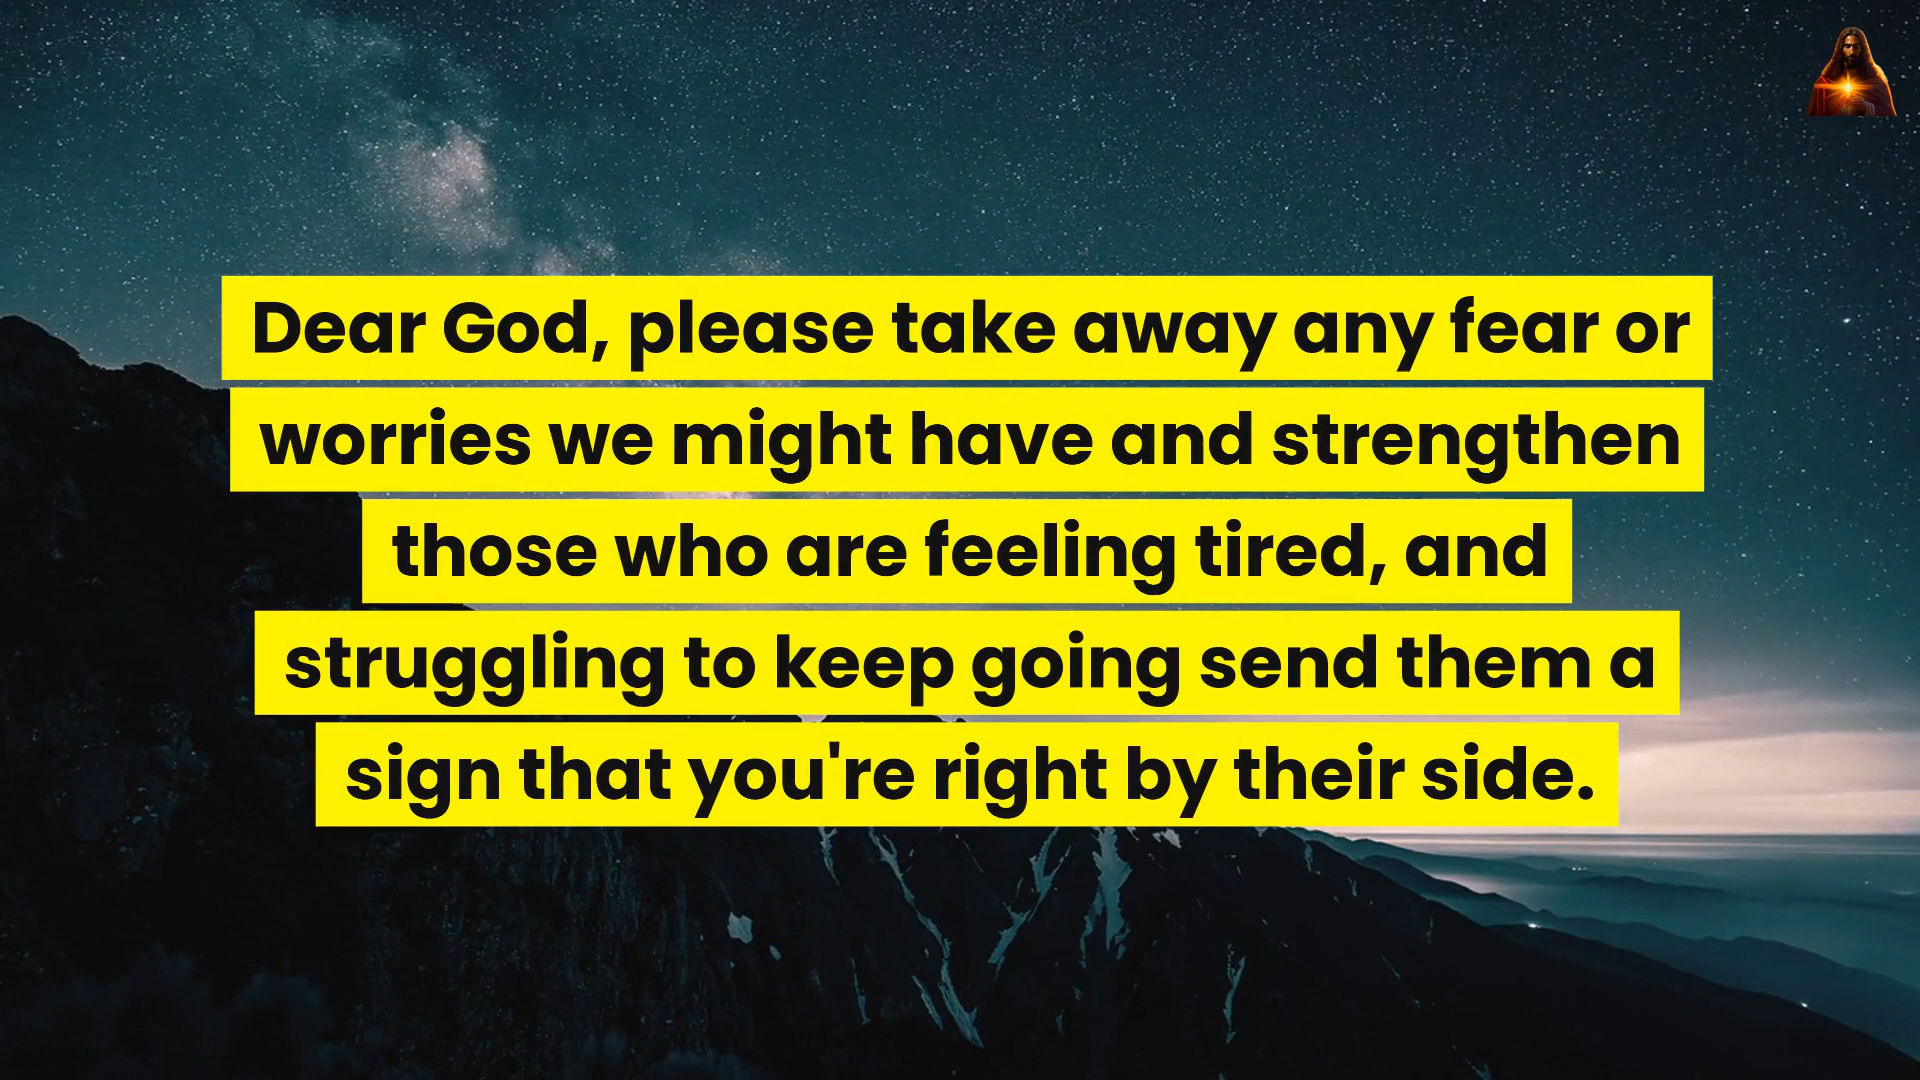 Dear God, please take away any fear or
worries we might have and strengthen
those who are feeling tired, and
struggling to keep going send them a
sign that you're right by their side.